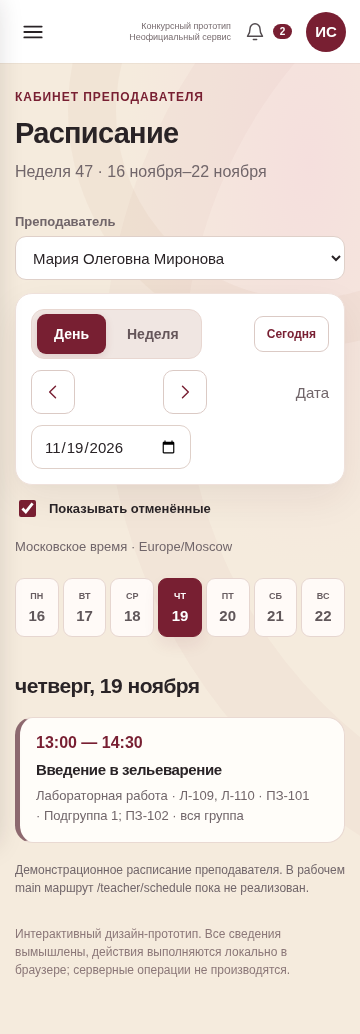 Конкурсный прототип
Неофициальный сервис
2
ИС
КАБИНЕТ ПРЕПОДАВАТЕЛЯ
Расписание
Неделя 47 · 16 ноября–22 ноября
Преподаватель
Мария Олеговна Миронова
День
Неделя
Сегодня
Дата
11/19/2026
Показывать отменённые
Московское время · Europe/Moscow
ПН ВТ СР ЧТ ПТ СБ ВС
16 17 18 19 20 21 22
четверг, 19 ноября
13:00 — 14:30
Введение в зельеварение
Лабораторная работа · Л-109, Л-110 · ПЗ-101
· Подгруппа 1; ПЗ-102 · вся группа
Демонстрационное расписание преподавателя. В рабочем
main маршрут /teacher/schedule пока не реализован.
Интерактивный дизайн-прототип. Все сведения
вымышлены, действия выполняются локально в
браузере; серверные операции не производятся.